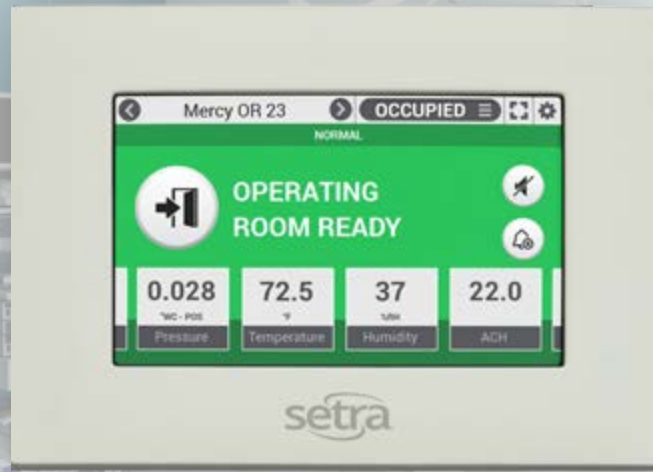 Mercy OR 23
OCCUPIED
NORMAL
OPERATING
ROOM READY
0.028
"WC - POS
Pressure
72.5
°F
Temperature
37
%RH
Humidity
22.0
ACH
setra